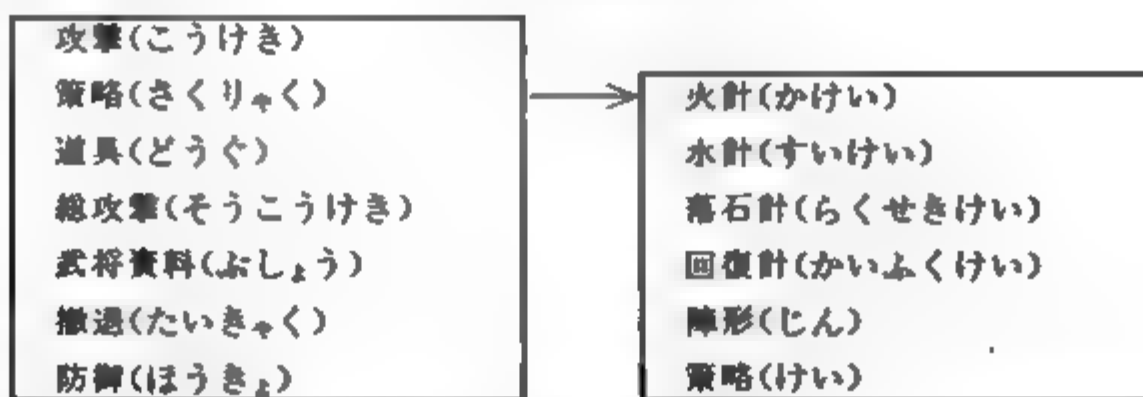 攻撃(こうけき)
策略(さくりゃく)
道具(どうぐ)
総攻撃(そうこうけき)
武将資料(ぶしょう)
撤退(たいきゃく)
防御(ほうきょ)
火計(かけい)
水計(すいけい)
落石計(らくせきけい)
回復計(かいふくけい)
陣形(じん)
策略(けい)